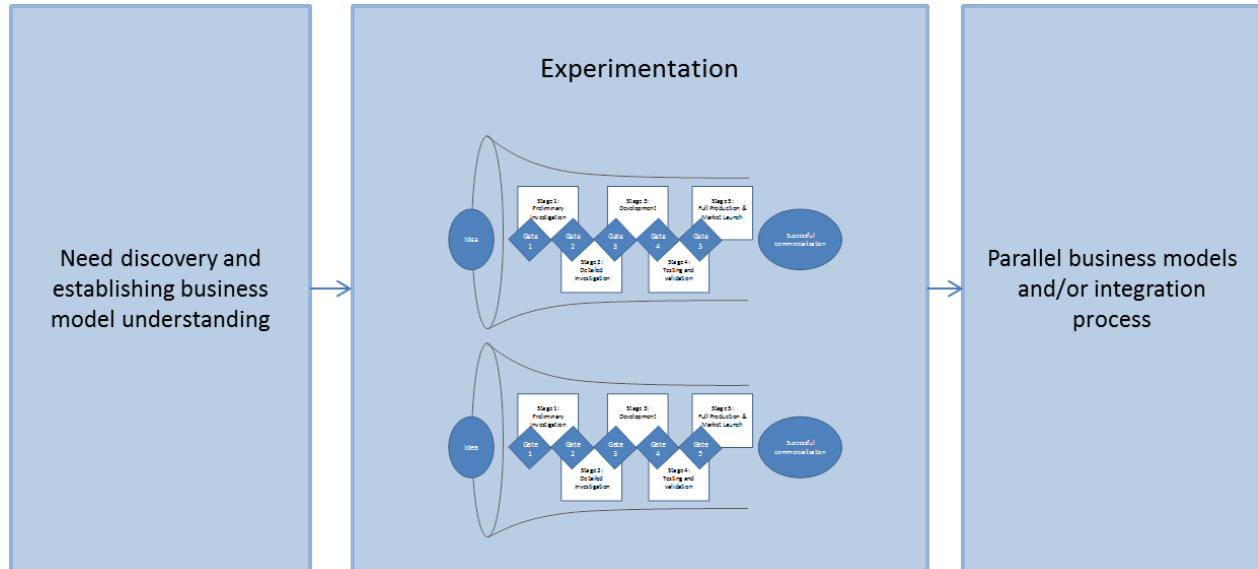 Need discovery and
establishing business
model understanding
Experimentation
Idea
Stage 1:
Preliminary
investigation
Gate
1
Stage 2:
Detailed
investigation
Gate
2
Stage 3:
Development
Gate
3
Stage 4:
Testing and
validation
Gate
4
Stage 5:
Full Production &
Market Launch
Gate
5
Successful
commercialisation
Idea
Stage 1:
Preliminary
investigation
Gate
1
Stage 2:
Detailed
investigation
Gate
2
Stage 3:
Development
Gate
3
Stage 4:
Testing and
validation
Gate
4
Stage 5:
Full Production &
Market Launch
Gate
5
Successful
commercialisation
Parallel business models
and/or integration
process